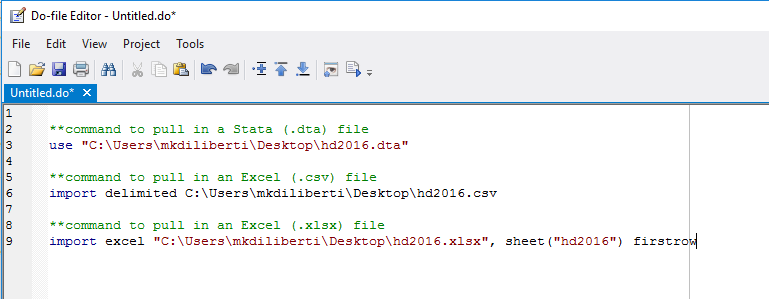 Do-file Editor - Untitled.do*
File Edit View Project Tools
Untitled.do* ×
1
2 **command to pull in a Stata (.dta) file
3 use "C:\Users\mkdiliberti\Desktop\hd2016.dta"
4
5 **command to pull in an Excel (.csv) file
6 import delimited C:\Users\mkdiliberti\Desktop\hd2016.csv
7
8 **command to pull in an Excel (.xlsx) file
9 import excel "C:\Users\mkdiliberti\Desktop\hd2016.xlsx", sheet("hd2016") firstrow